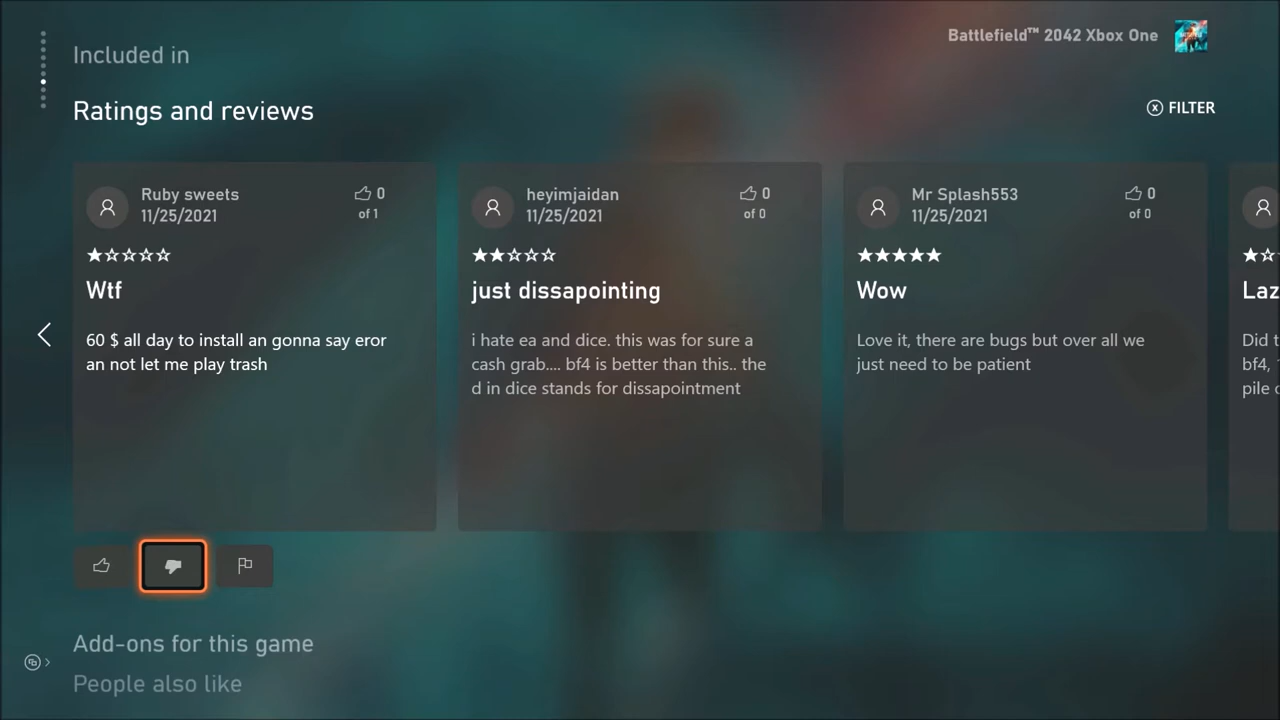 Included in
Battlefield™ 2042 Xbox One
Ratings and reviews
FILTER
Ruby sweets
11/25/2021
0
of 1
Wtf
60 $ all day to install an gonna say eror
an not let me play trash
heyimjaidan
11/25/2021
0
of 0
just dissapointing
i hate ea and dice. this was for sure a
cash grab.... bf4 is better than this.. the
d in dice stands for dissapointment
Mr Splash553
11/25/2021
0
of 0
Wow
Love it, there are bugs but over all we
just need to be patient
Laz
Did t
bf4,
pile
Add-ons for this game
People also like